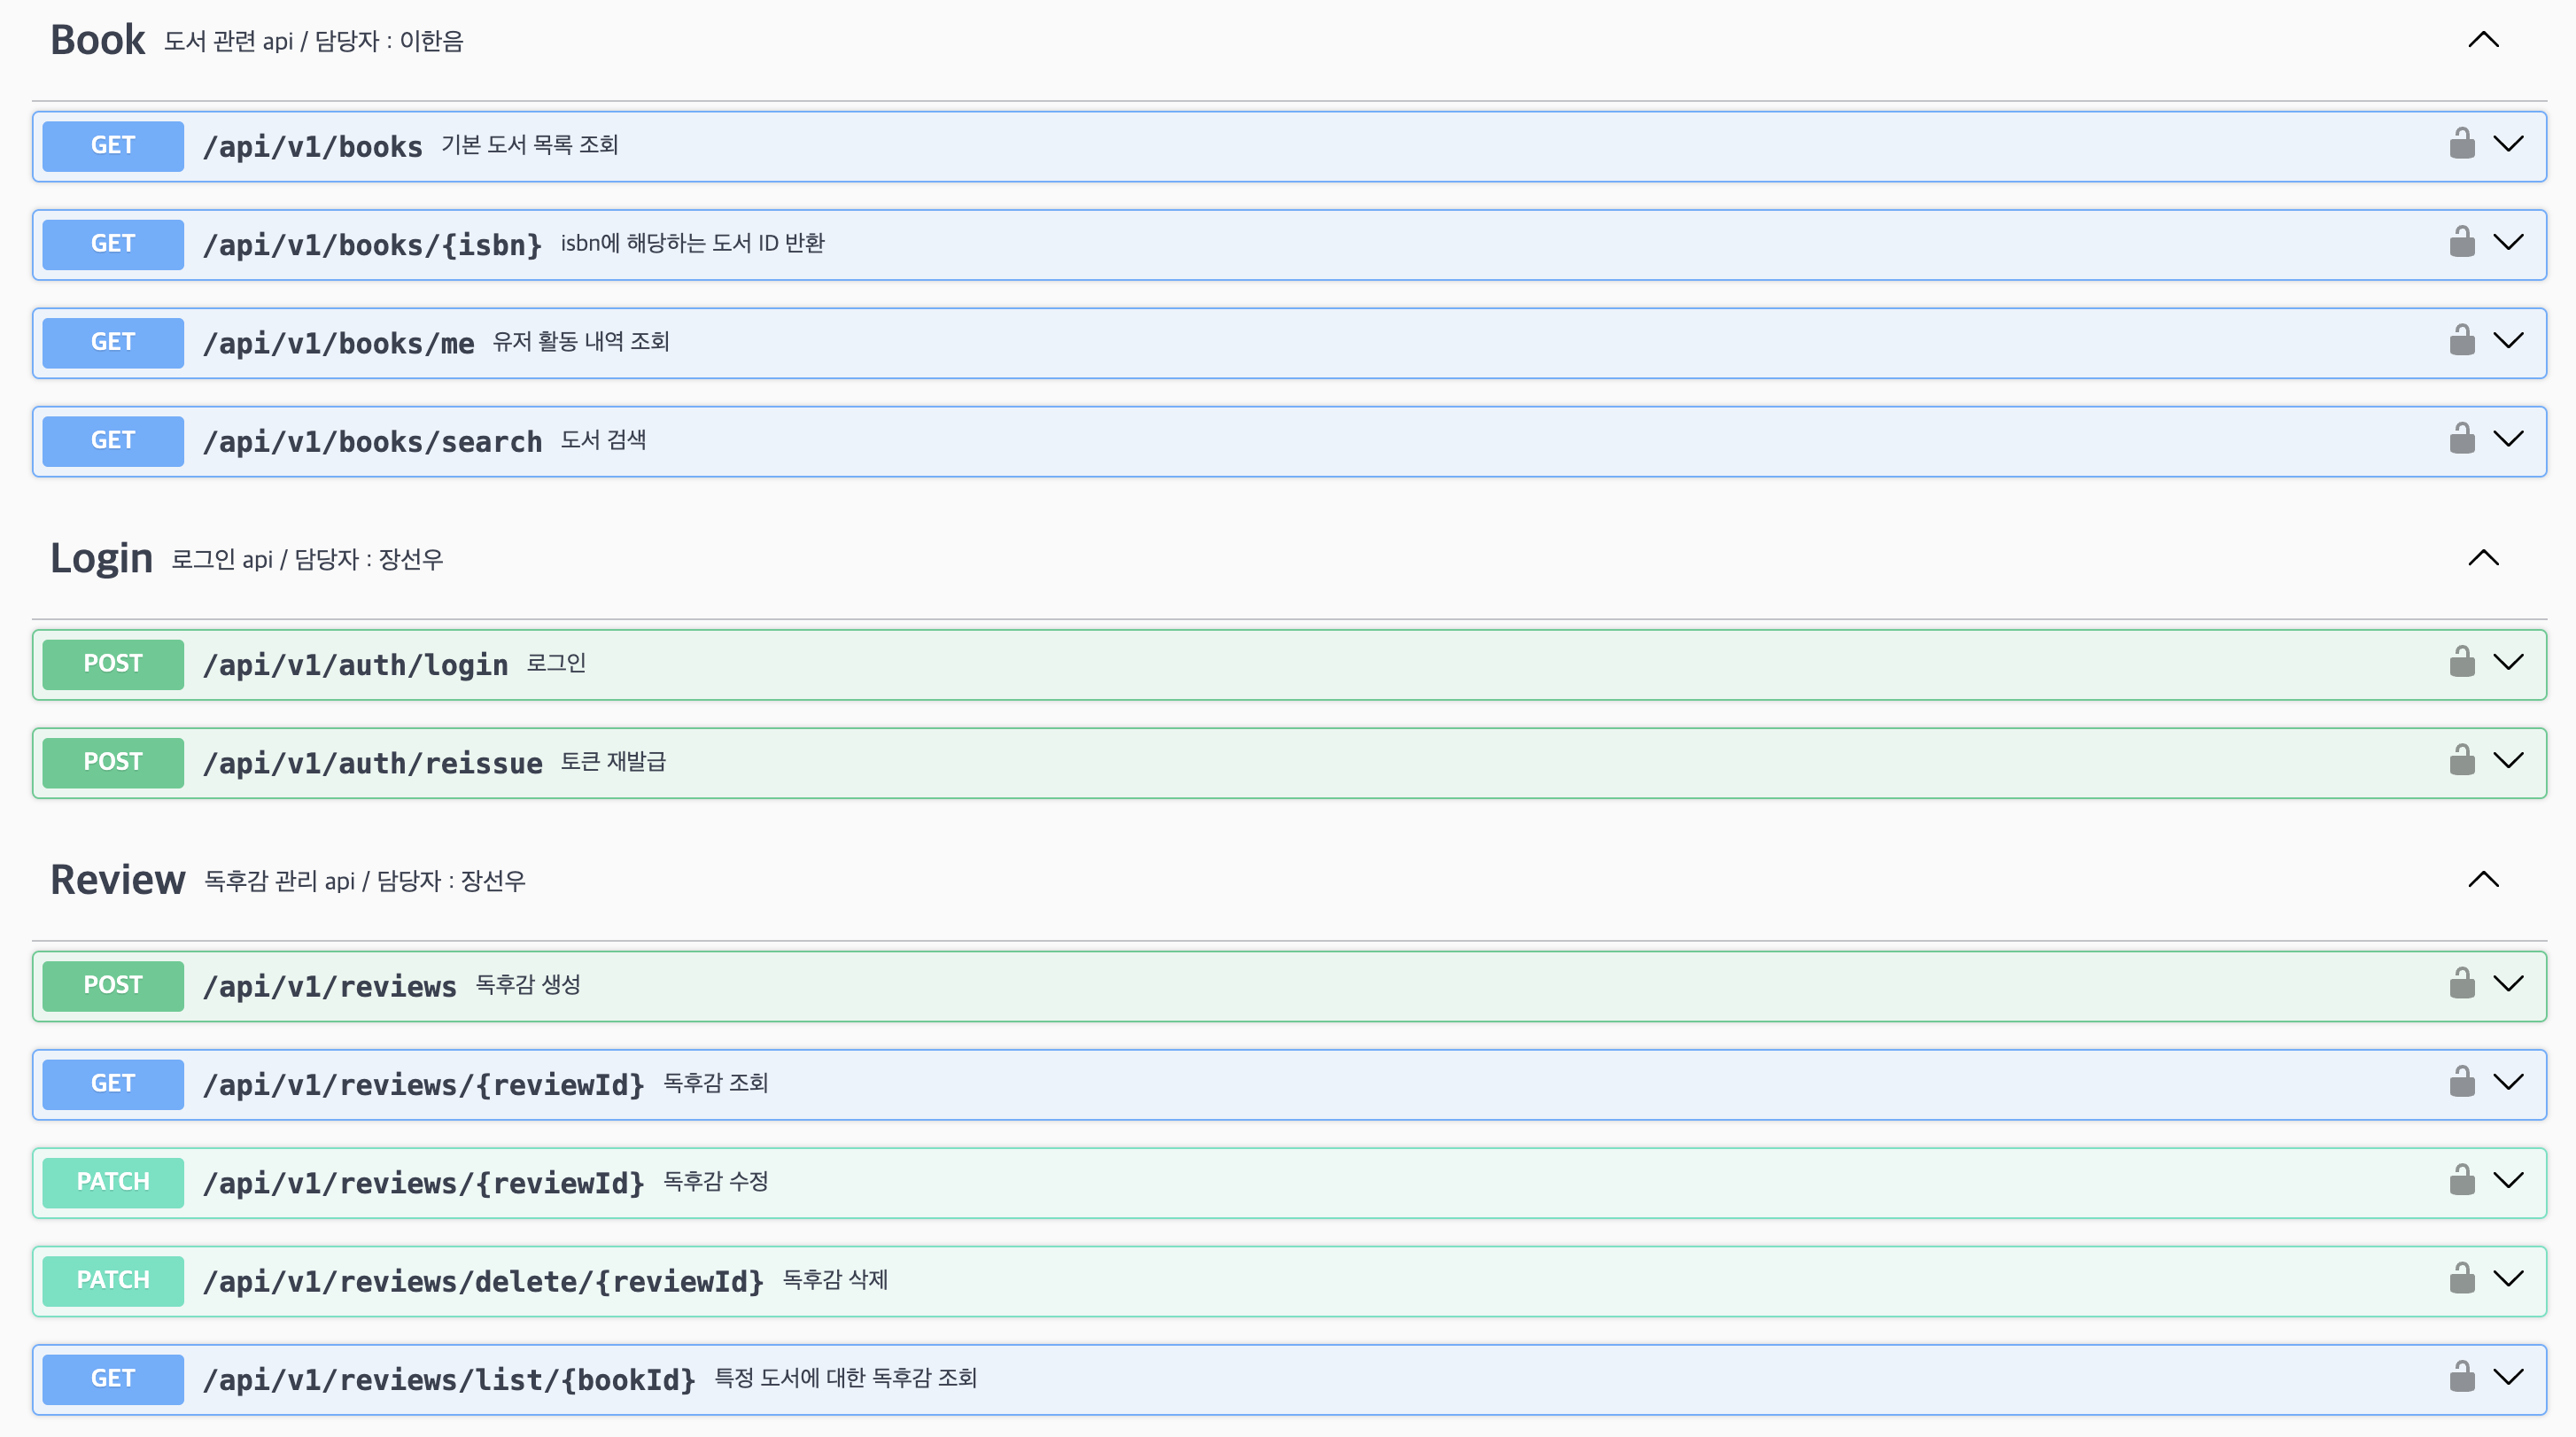 Book 도서 관련 api / 담당자 : 이한음
GET /api/v1/books 기본 도서 목록 조회
GET /api/v1/books/{isbn} isbn에 해당하는 도서 ID 반환
GET /api/v1/books/me 유저 활동 내역 조회
GET /api/v1/books/search 도서 검색
Login 로그인 api / 담당자 : 장선우
POST /api/v1/auth/login 로그인
POST /api/v1/auth/reissue 토큰 재발급
Review 독후감 관리 api / 담당자 : 장선우
POST /api/v1/reviews 독후감 생성
GET /api/v1/reviews/{reviewId} 독후감 조회
PATCH /api/v1/reviews/{reviewId} 독후감 수정
PATCH /api/v1/reviews/delete/{reviewId} 독후감 삭제
GET /api/v1/reviews/list/{bookId} 특정 도서에 대한 독후감 조회